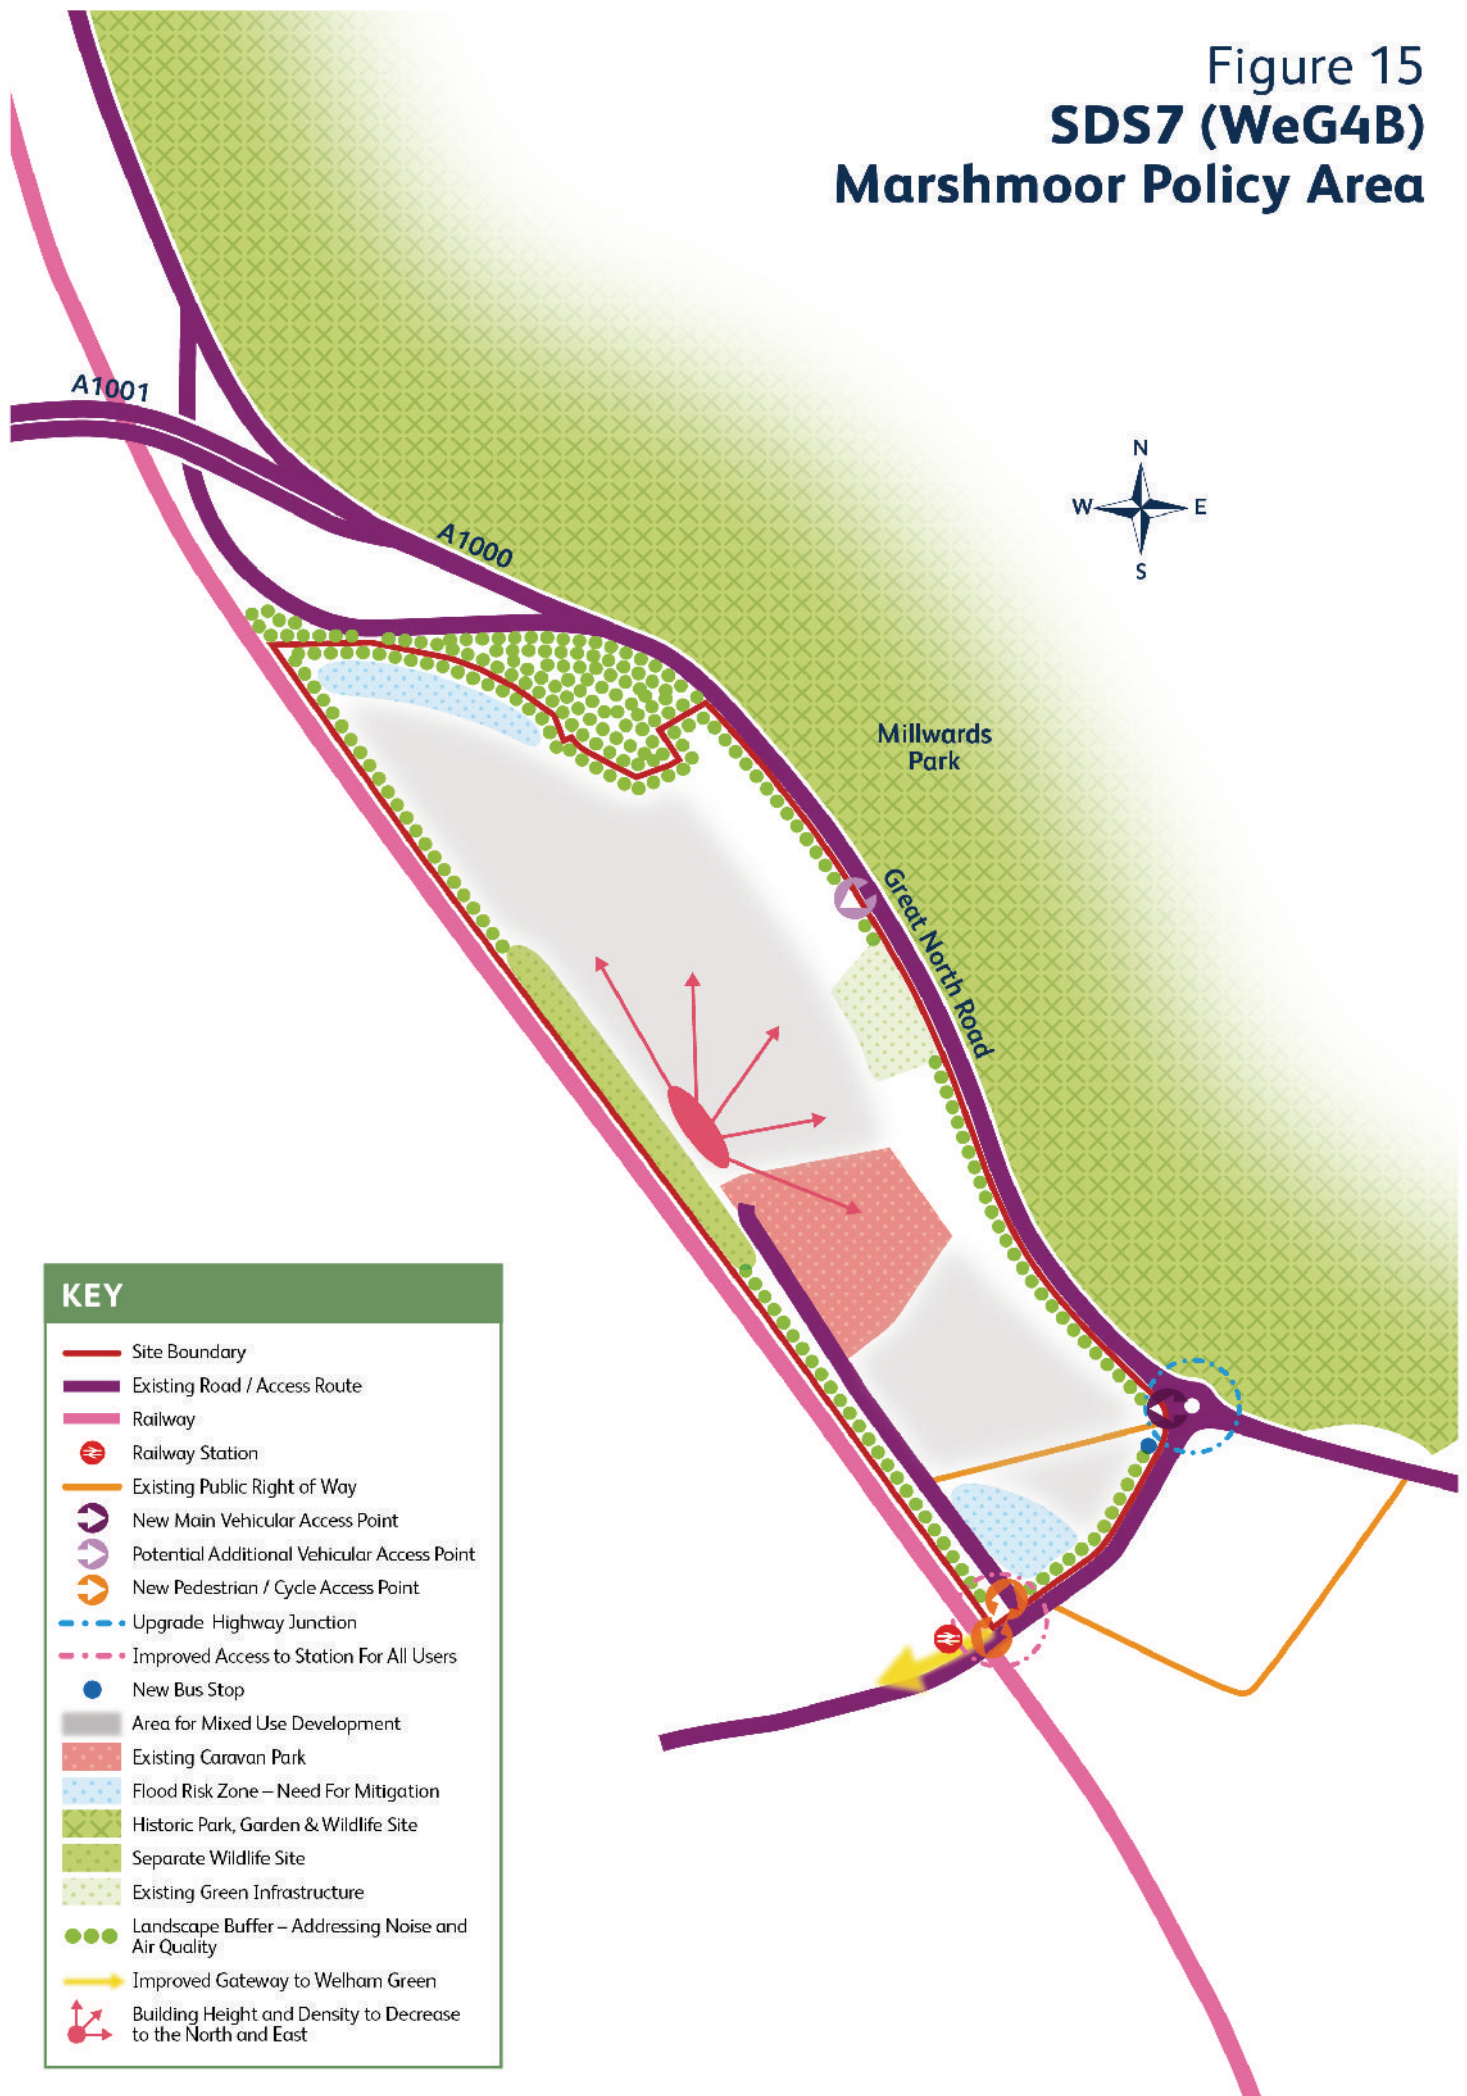 Figure 15
SDS7 (WeG4B)
Marshmoor Policy Area
A1001
A1000
N
W
E
S
Millwards
Park
Great North Road
KEY
Site Boundary
Existing Road / Access Route
Railway
Railway Station
Existing Public Right of Way
New Main Vehicular Access Point
Potential Additional Vehicular Access Point
New Pedestrian / Cycle Access Point
Upgrade Highway Junction
Improved Access to Station For All Users
New Bus Stop
Area for Mixed Use Development
Existing Caravan Park
Flood Risk Zone – Need For Mitigation
Historic Park, Garden & Wildlife Site
Separate Wildlife Site
Existing Green Infrastructure
Landscape Buffer – Addressing Noise and
Air Quality
Improved Gateway to Welham Green
Building Height and Density to Decrease
to the North and East